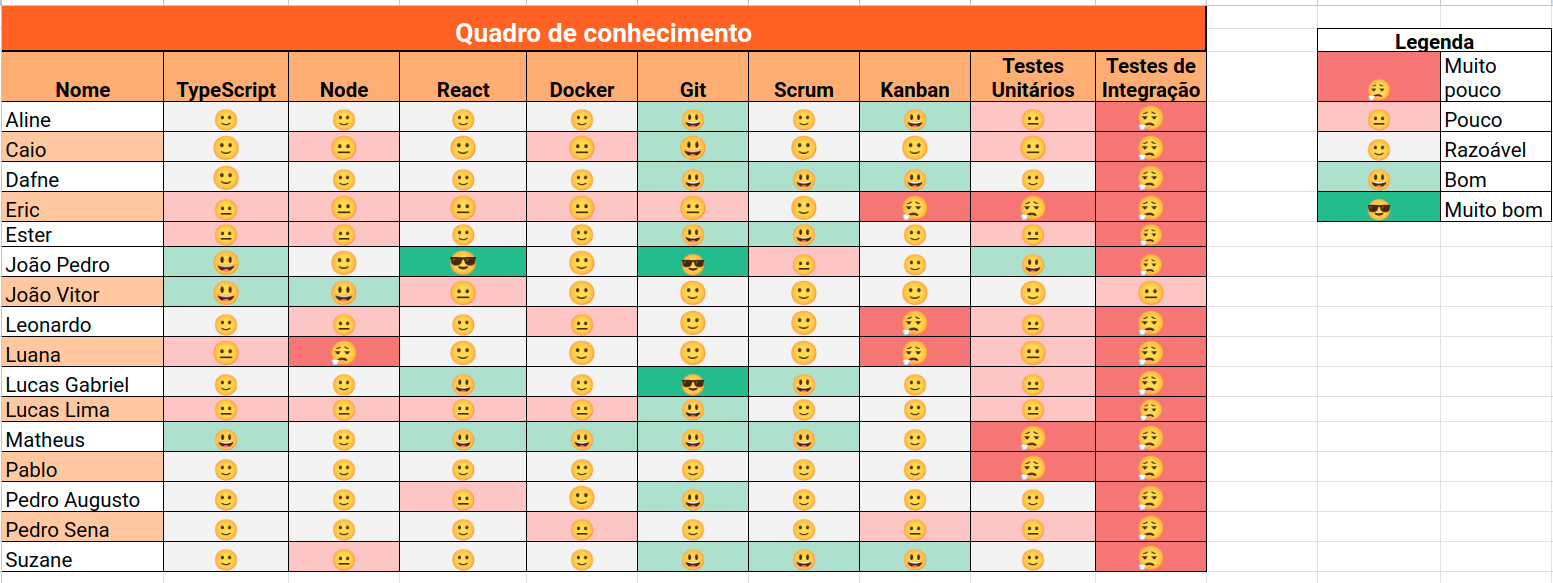 Quadro de conhecimento
Nome TypeScript Node React Docker Git Scrum Kanban Testes Unitários Testes de Integração
Aline 🙂 🙂 🙂 🙂 😃 🙂 😃 😐 😮‍💨
Caio 🙂 😐 🙂 😐 😃 🙂 🙂 😐 😮‍💨
Dafne 🙂 🙂 🙂 🙂 😃 😃 😃 🙂 😮‍💨
Eric 😐 😐 😐 😐 😐 🙂 😮‍💨 😮‍💨 😮‍💨
Ester 😐 😐 🙂 🙂 😃 😃 🙂 😐 😮‍💨
João Pedro 😃 🙂 😎 🙂 😎 😐 🙂 😃 😮‍💨
João Vitor 😃 😃 😐 🙂 🙂 🙂 🙂 🙂 😐
Leonardo 🙂 😐 🙂 😐 🙂 🙂 😮‍💨 😐 😮‍💨
Luana 😐 😮‍💨 🙂 🙂 🙂 🙂 😮‍💨 😐 😮‍💨
Lucas Gabriel 🙂 🙂 😃 🙂 😎 😃 🙂 😐 😮‍💨
Lucas Lima 😐 😐 😐 😐 😃 🙂 🙂 😐 😮‍💨
Matheus 😃 🙂 😃 😃 😃 😃 🙂 😮‍💨 😮‍💨
Pablo 🙂 🙂 🙂 🙂 🙂 🙂 🙂 😮‍💨 😮‍💨
Pedro Augusto 🙂 🙂 😐 🙂 😃 🙂 🙂 🙂 😮‍💨
Pedro Sena 🙂 🙂 🙂 😐 🙂 🙂 😐 😐 😮‍💨
Suzane 🙂 😐 🙂 🙂 😃 😃 😃 🙂 😮‍💨
Legenda
😮‍💨 Muito pouco
😐 Pouco
🙂 Razoável
😃 Bom
😎 Muito bom